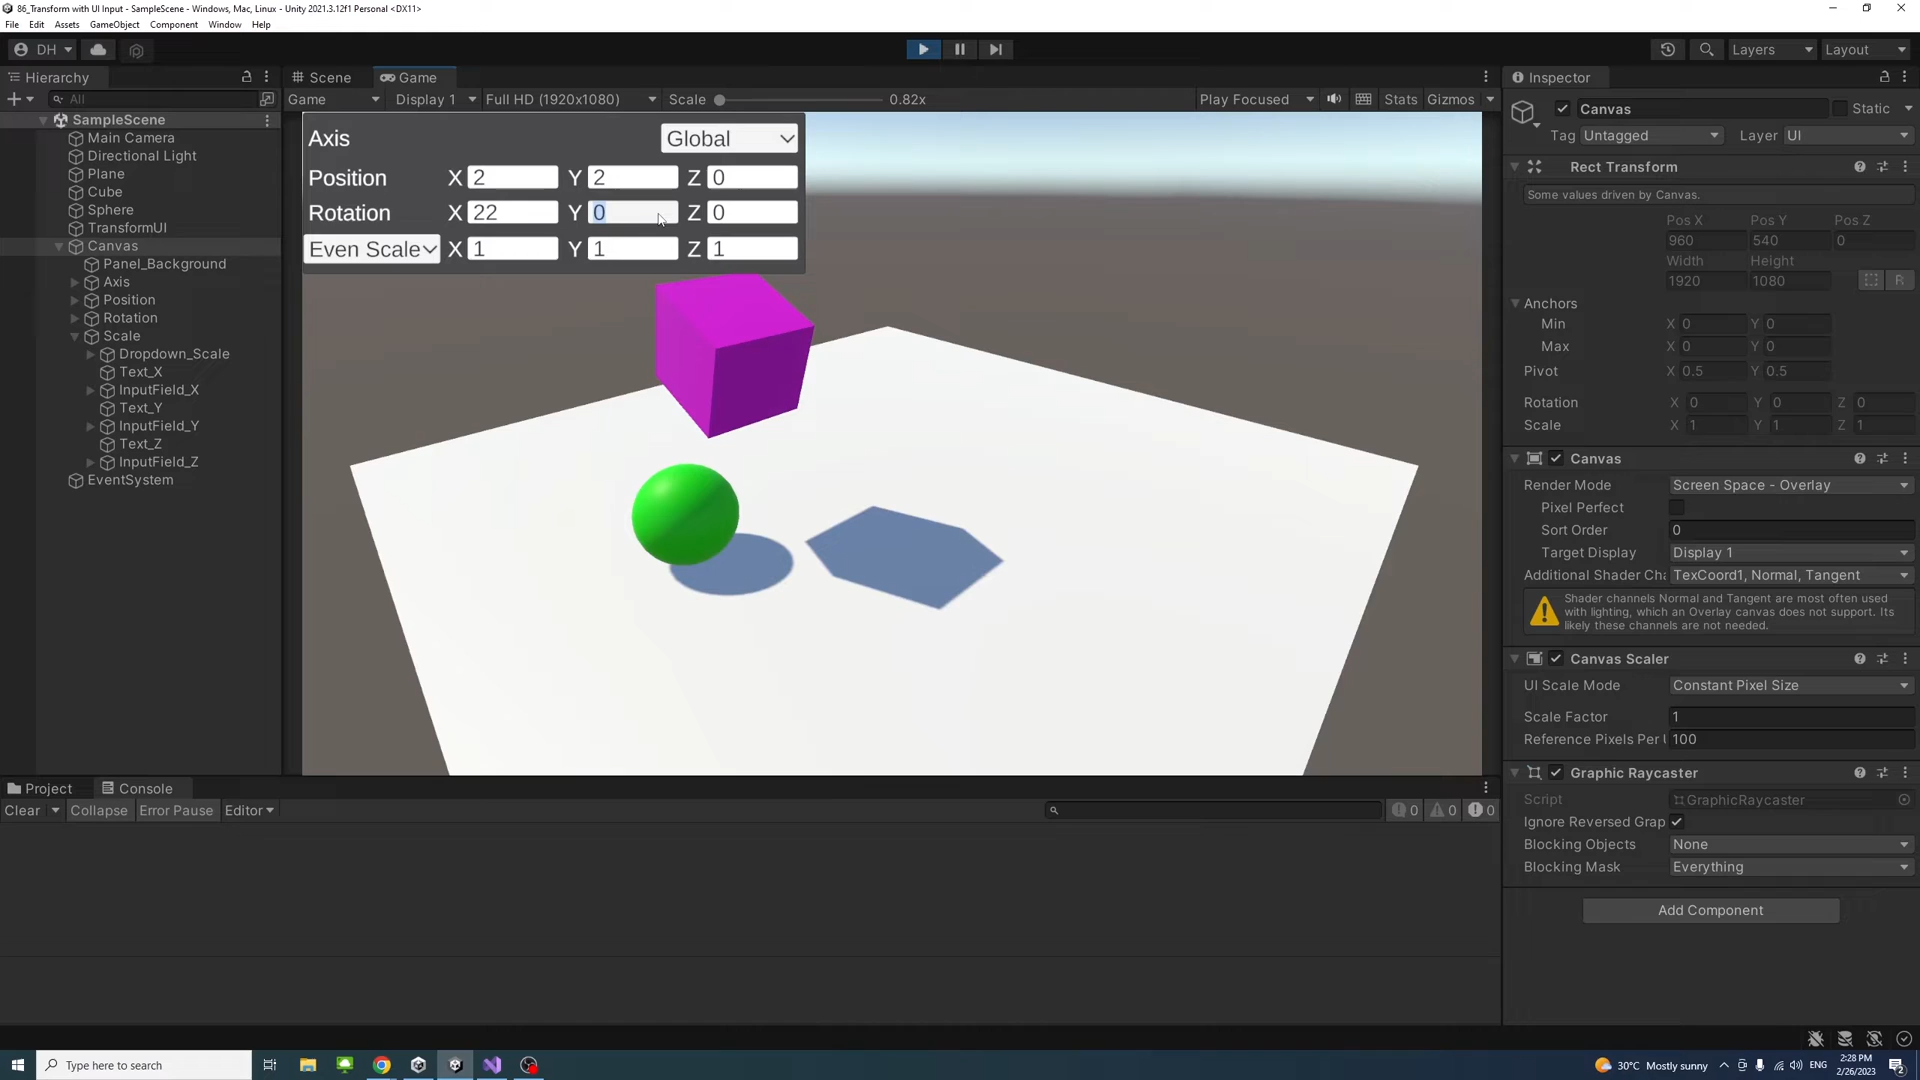 86_Transform with UI Input - SampleScene - Windows, Mac, Linux - Unity 2021.3.12f1 Personal <DX11>
File Edit Assets GameObject Component Window Help
DH Layers Layout
Hierarchy
All
SampleScene
Main Camera
Directional Light
Plane
Cube
Sphere
TransformUI
Canvas
Panel_Background
Axis
Position
Rotation
Scale
Dropdown_Scale
Text_X
InputField_X
Text_Y
InputField_Y
Text_Z
InputField_Z
EventSystem
Scene Game
Game Display 1 Full HD (1920x1080) Scale 0.82x Play Focused Stats Gizmos
Axis Global
Position X 2 Y 2 Z 0
Rotation X 22 Y 0 Z 0
Even Scale X 1 Y 1 Z 1
Inspector
Canvas Static
Tag Untagged Layer UI
Rect Transform
Some values driven by Canvas.
Pos X Pos Y Pos Z
960 540 0
Width Height
1920 1080 R
Anchors
Min X 0 Y 0
Max X 0 Y 0
Pivot X 0.5 Y 0.5
Rotation X 0 Y 0 Z 0
Scale X 1 Y 1 Z 1
Canvas
Render Mode Screen Space - Overlay
Pixel Perfect
Sort Order 0
Target Display Display 1
Additional Shader Cha TexCoord1, Normal, Tangent
Shader channels Normal and Tangent are most often used
with lighting, which an Overlay canvas does not support. Its
likely these channels are not needed.
Canvas Scaler
UI Scale Mode Constant Pixel Size
Scale Factor 1
Reference Pixels Per U 100
Graphic Raycaster
Script GraphicRaycaster
Ignore Reversed Grap
Blocking Objects None
Blocking Mask Everything
Add Component
Project Console
Clear Collapse Error Pause Editor 0 0 0
Type here to search
30°C Mostly sunny ENG 2:28 PM
2/26/2023 2